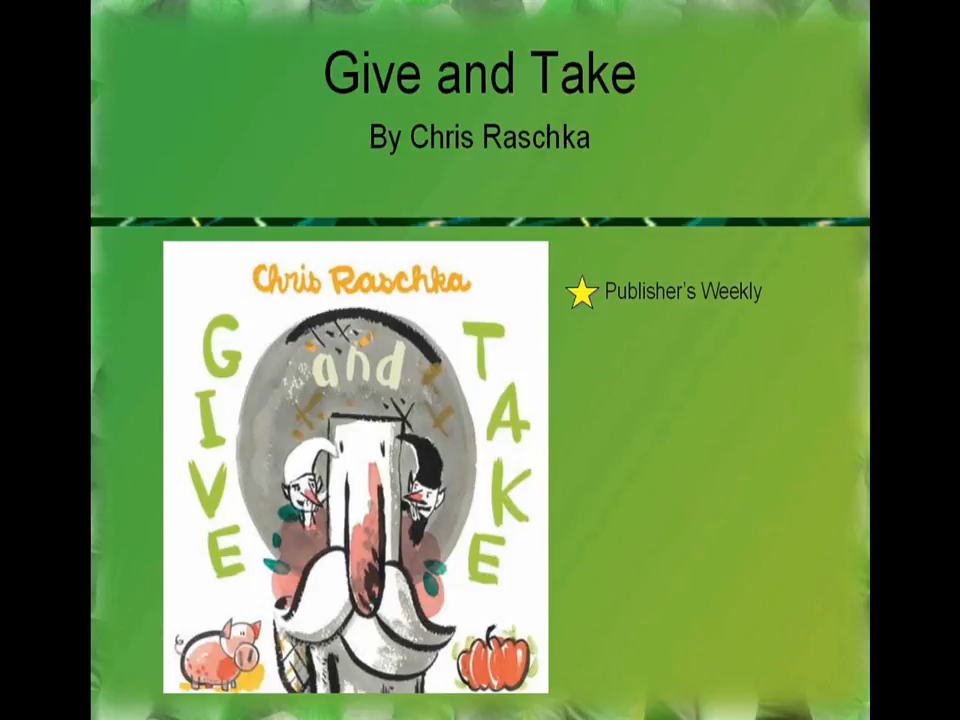 Give and Take
By Chris Raschka
Chris Raschka
GIVE
and
TAKE
Publisher's Weekly